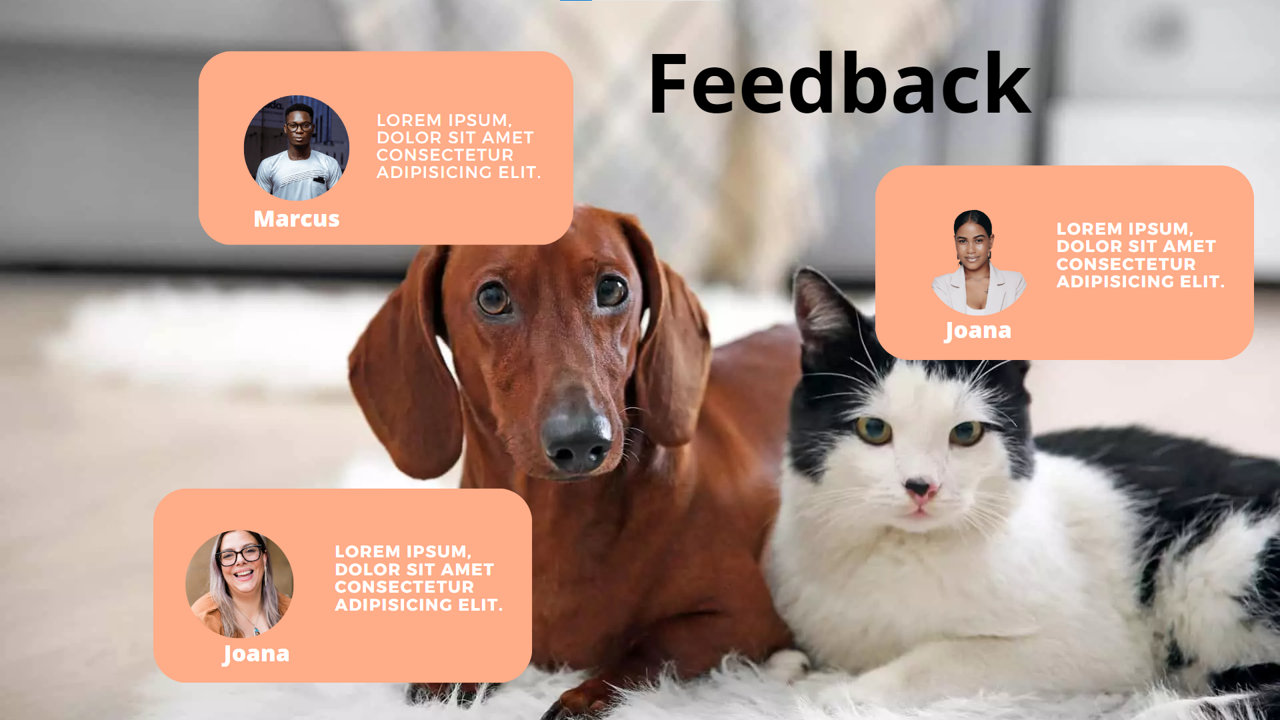 Feedback
LOREM IPSUM,
DOLOR SIT AMET
CONSECTETUR
ADIPISICING ELIT.
Marcus
LOREM IPSUM,
DOLOR SIT AMET
CONSECTETUR
ADIPISICING ELIT.
Joana
LOREM IPSUM,
DOLOR SIT AMET
CONSECTETUR
ADIPISICING ELIT.
Joana